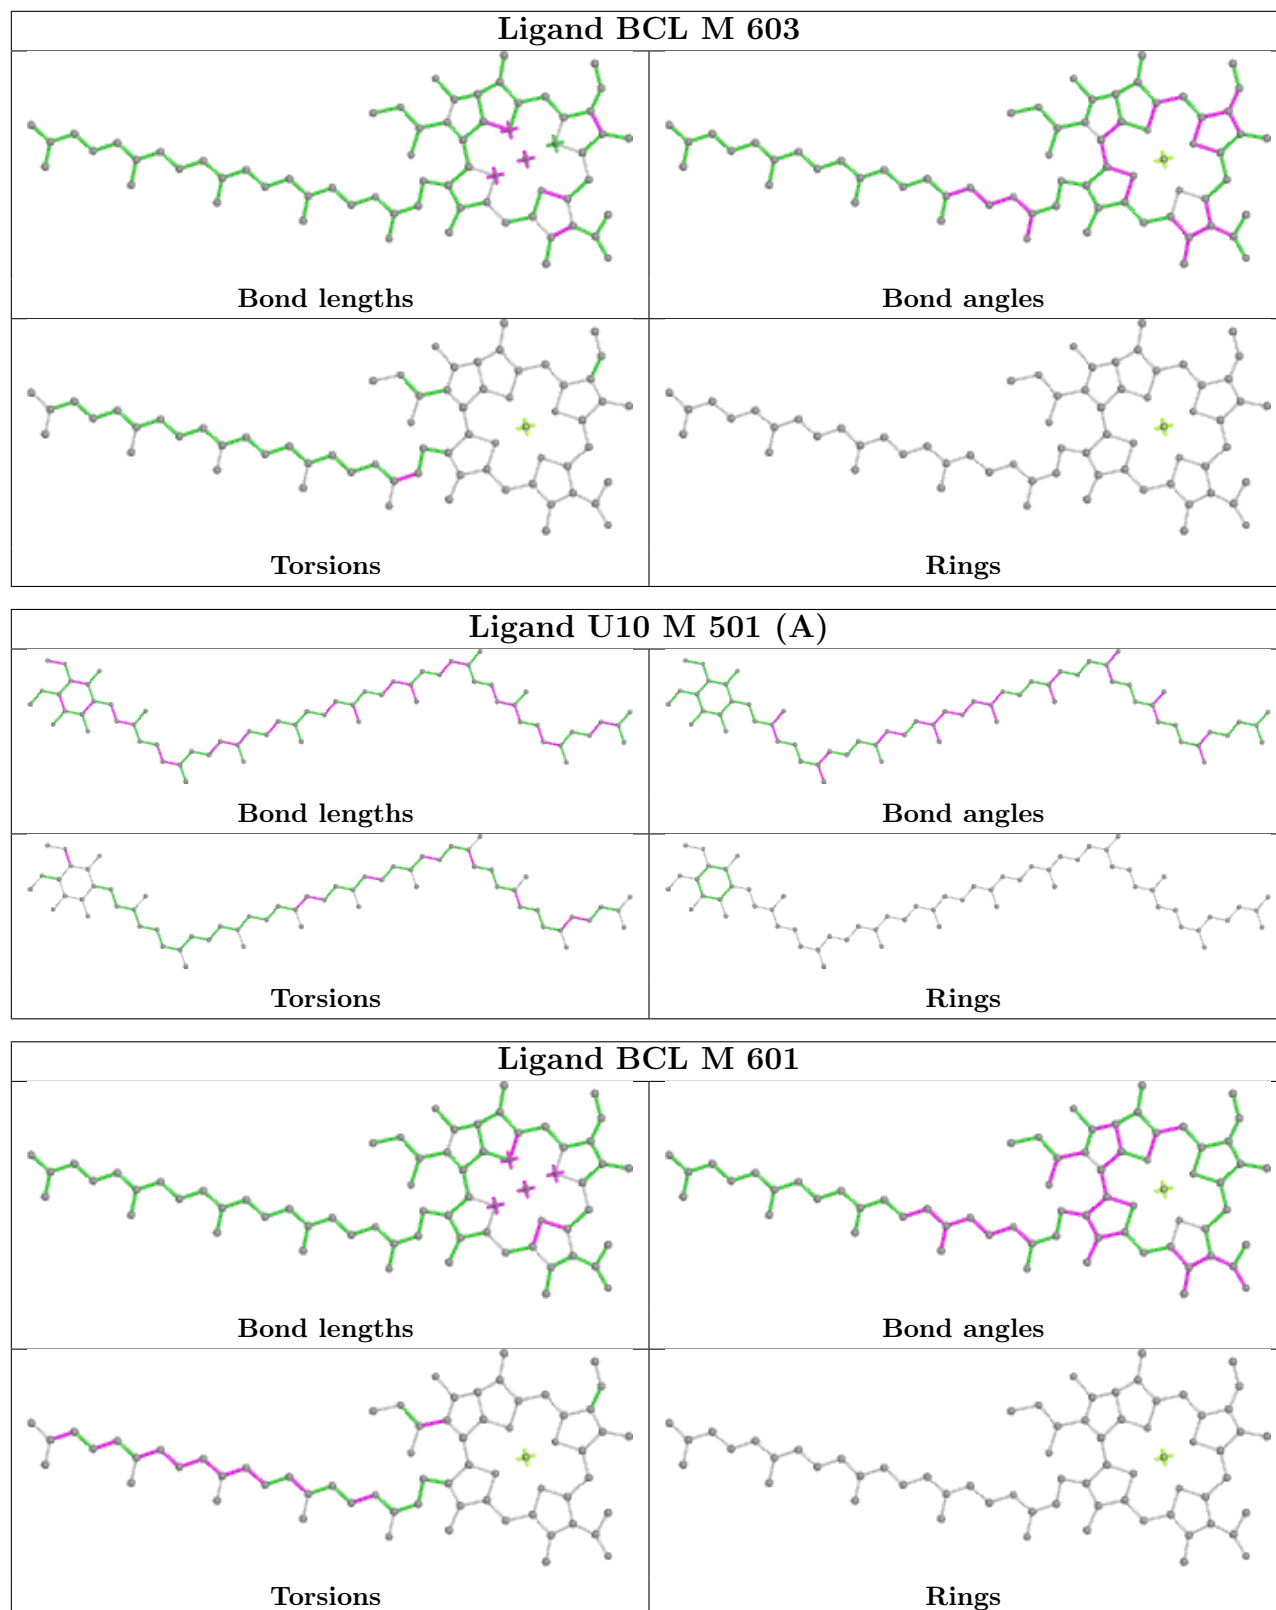 Ligand BCL M 603
Bond lengths
Bond angles
Torsions
Rings
Ligand U10 M 501 (A)
Bond lengths
Bond angles
Torsions
Rings
Ligand BCL M 601
Bond lengths
Bond angles
Torsions
Rings